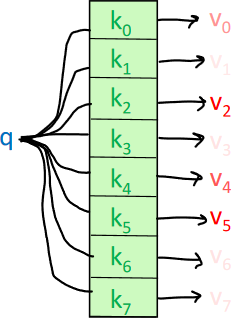 k₀ v₀
k₁ v₁
k₂ v₂
q k₃ v₃
k₄ v₄
k₅ v₅
k₆ v₆
k₇ v₇